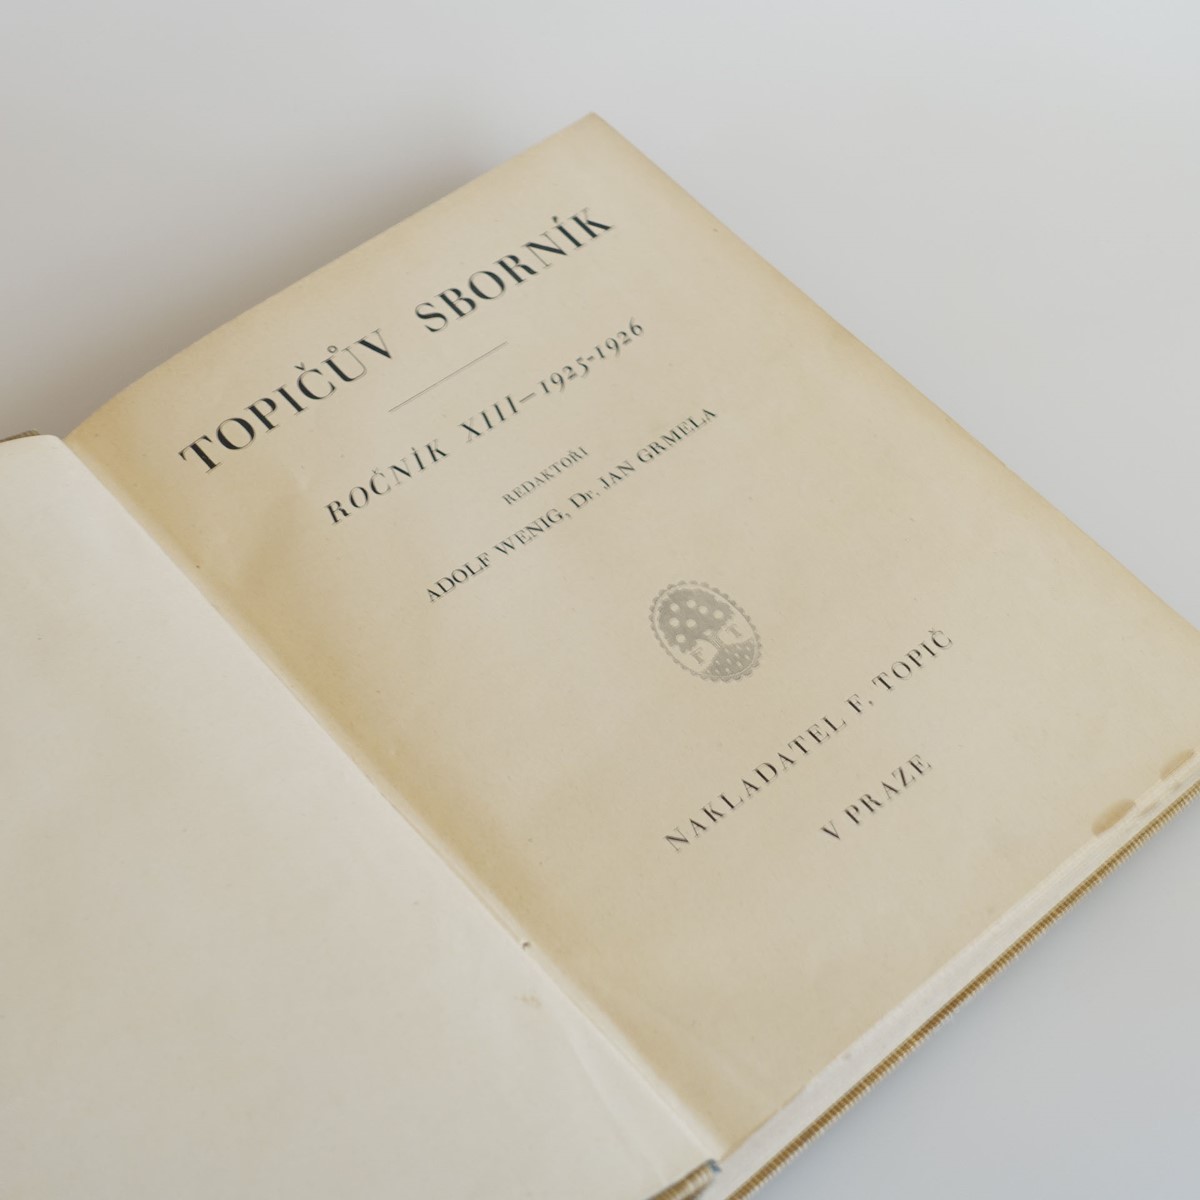 TOPIČŮV SBORNÍK
ROČNÍK XIII—1925-1926
REDAKTOŘI
ADOLF WENIG, Dr. JAN GRMELA
F T
NAKLADATEL F. TOPIČ
V PRAZE